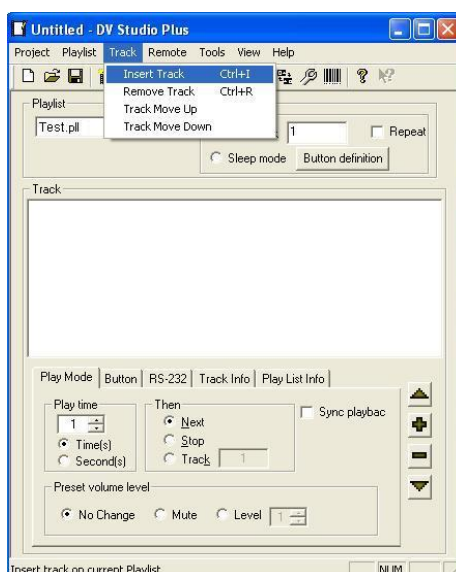 Untitled - DV Studio Plus
Project Playlist Track Remote Tools View Help
Insert Track Ctrl+I
Remove Track Ctrl+R
Track Move Up
Track Move Down
Playlist
Test.pll
1
Repeat
Sleep mode
Button definition
Track
Play Mode Button RS-232 Track Info Play List Info
Play time
1
Time(s)
Second(s)
Then
Next
Stop
Track 1
Sync playbac
Preset volume level
No Change Mute Level 1
Insert track on current Playlist
NUM